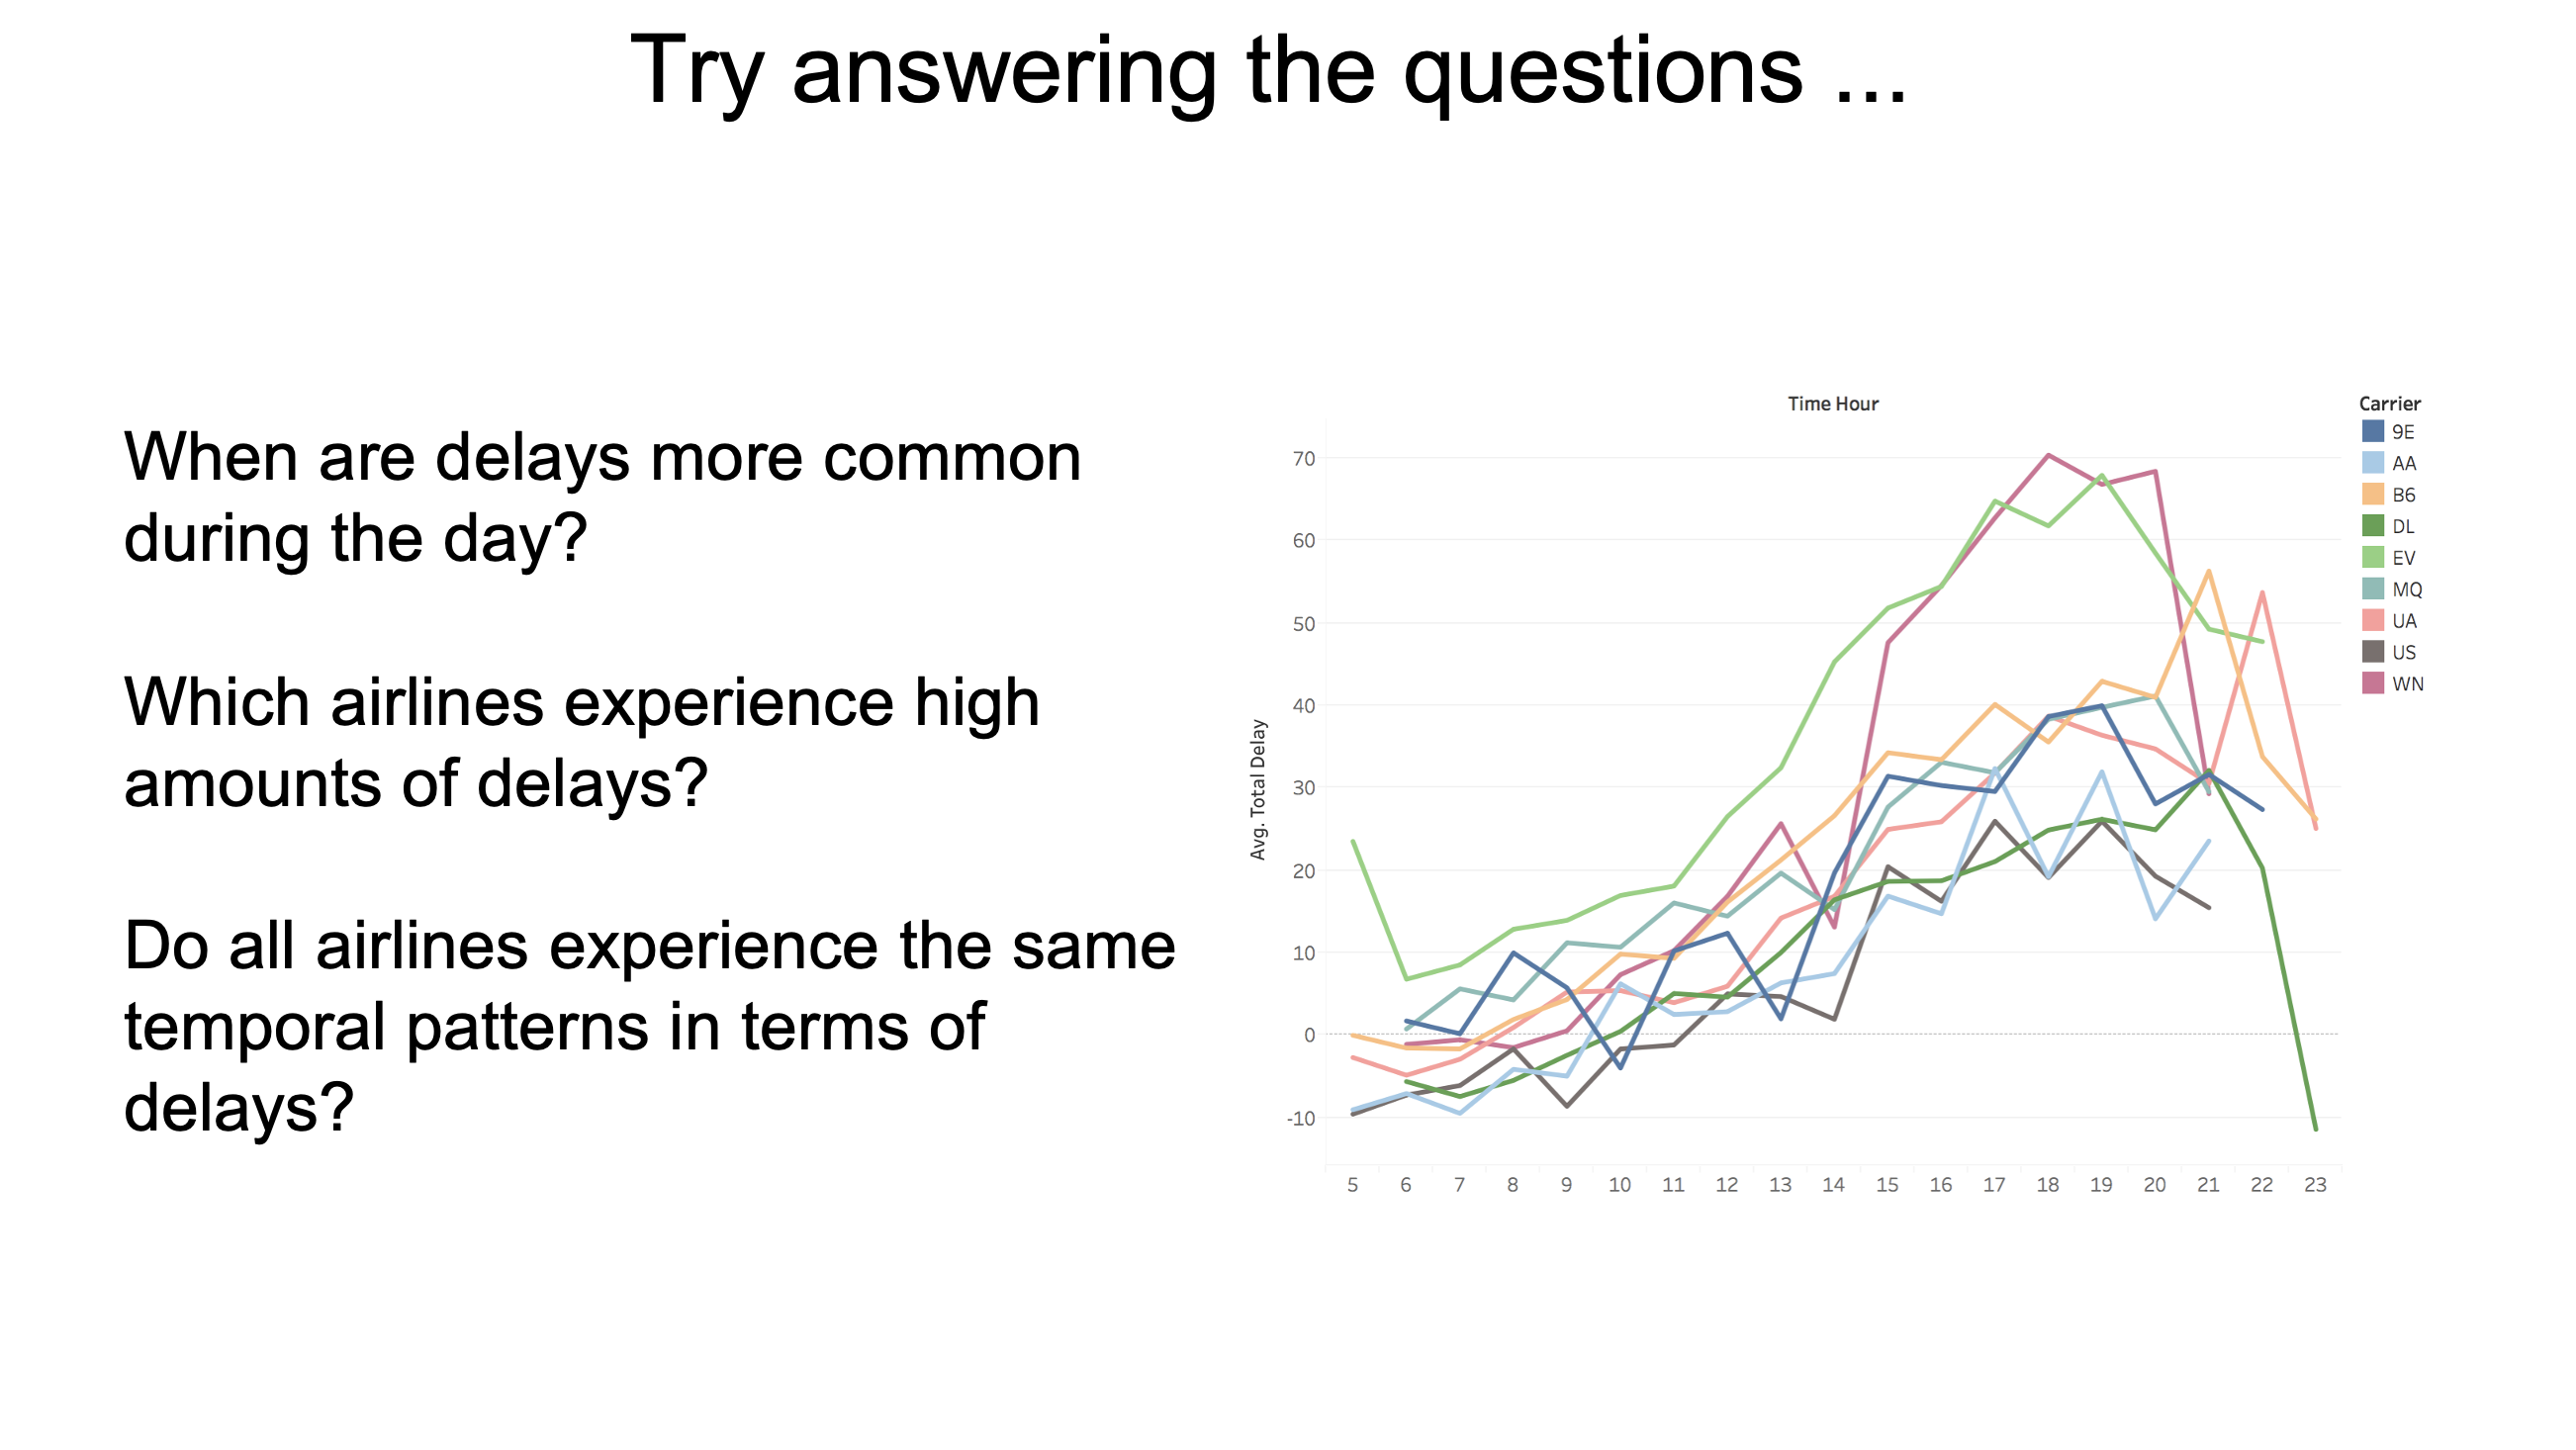 Try answering the questions ...
When are delays more common
during the day?
Which airlines experience high
amounts of delays?
Do all airlines experience the same
temporal patterns in terms of
delays?
Time Hour
Avg. Total Delay
70
60
50
40
30
20
10
0
-10
5 6 7 8 9 10 11 12 13 14 15 16 17 18 19 20 21 22 23
Carrier
9E
AA
B6
DL
EV
MQ
UA
US
WN